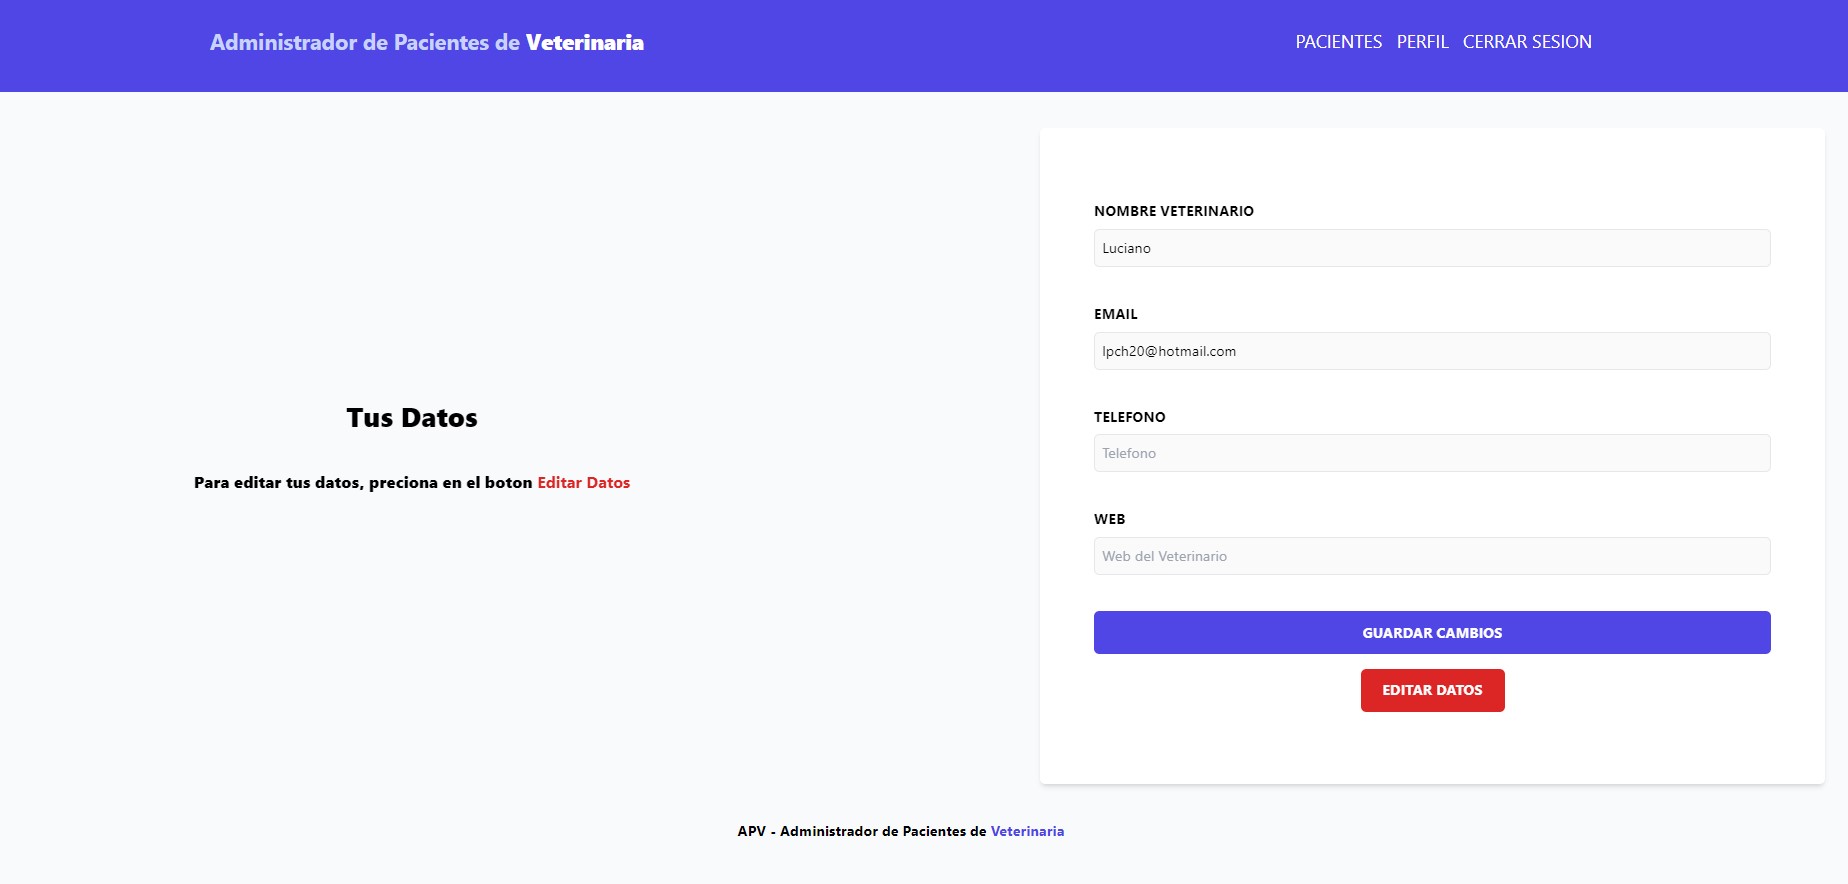 Administrador de Pacientes de Veterinaria
PACIENTES PERFIL CERRAR SESION
Tus Datos
Para editar tus datos, preciona en el boton Editar Datos
NOMBRE VETERINARIO
Luciano
EMAIL
lpch20@hotmail.com
TELEFONO
Telefono
WEB
Web del Veterinario
GUARDAR CAMBIOS
EDITAR DATOS
APV - Administrador de Pacientes de Veterinaria